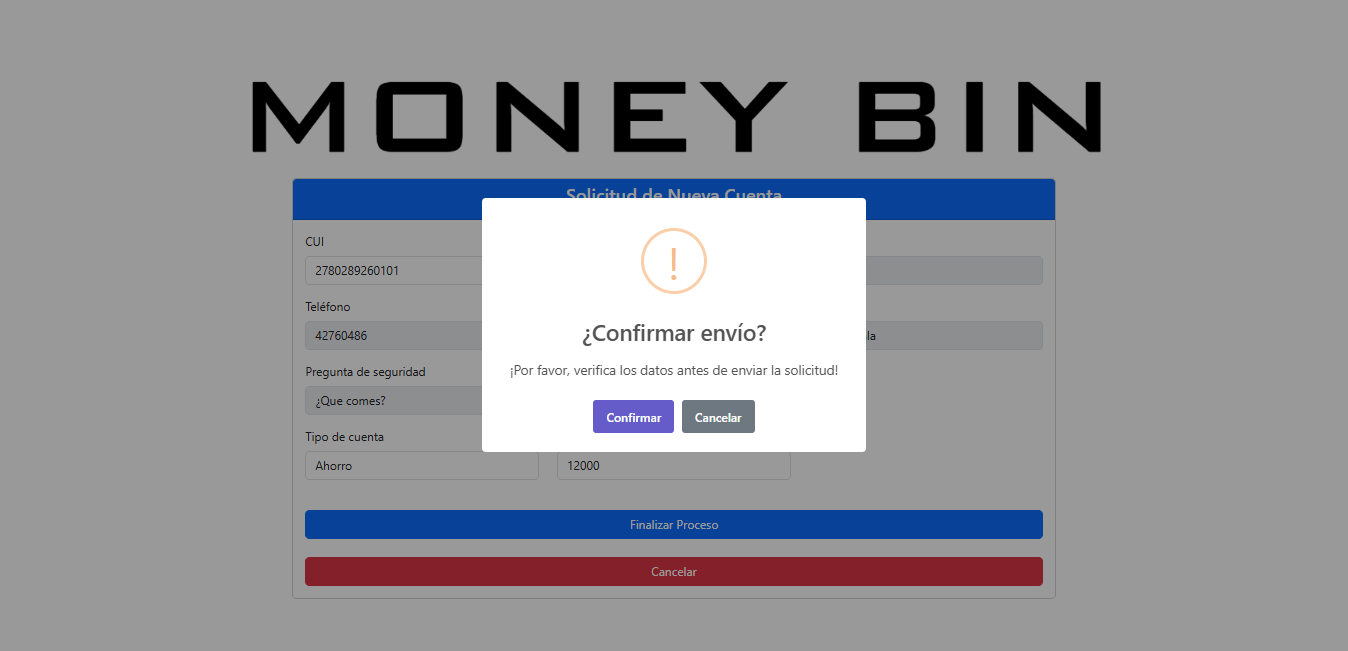 MONEY BIN
Solicitud de Nueva Cuenta
CUI
2780289260101
Teléfono
42760486
Pregunta de seguridad
¿Que comes?
Tipo de cuenta
Ahorro
12000
!
¿Confirmar envío?
¡Por favor, verifica los datos antes de enviar la solicitud!
Confirmar Cancelar
Finalizar Proceso
Cancelar